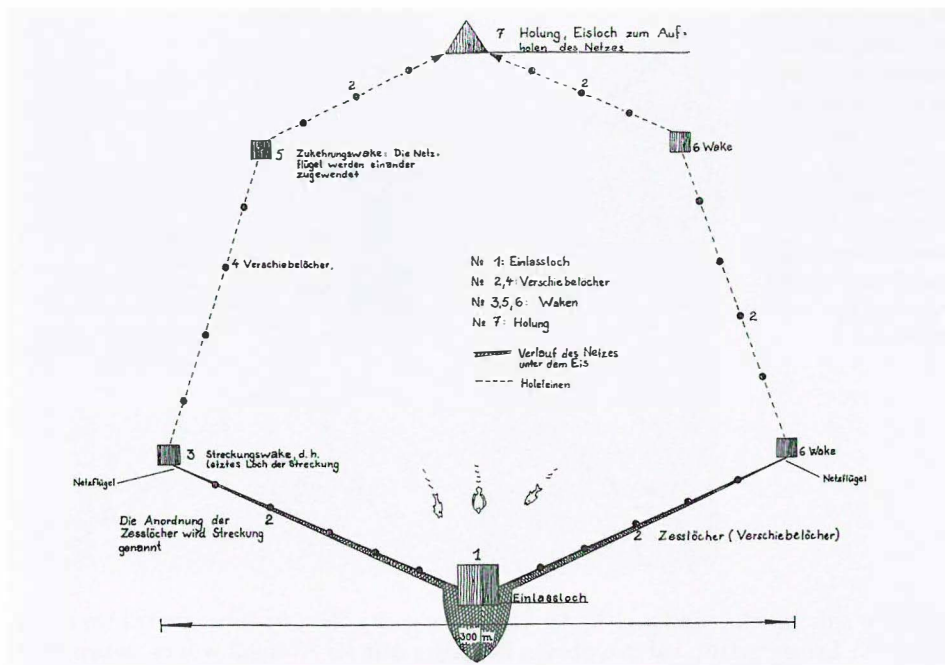 7 Holung, Eisloch zum Auf=
holen des Netzes
2
2
5 Zukehrungswake: Die Netz-
flügel werden einander
zugewendet
6 Wake
4 Verschiebelöcher.
№ 1: Einlassloch
№ 2,4: Verschiebelöcher
№ 3,5,6: Waken
№ 7: Holung
2
Verlauf des Netzes
unter dem Eis
Holeleinen
3 Streckungswake, d.h.
letztes Loch der Streckung
6 Wake
Netzflügel
Netzflügel
Die Anordnung der
Zesslöcher wird Streckung
genannt
2
2 Zesslöcher (Verschiebelöcher)
1
Einlassloch
300 m